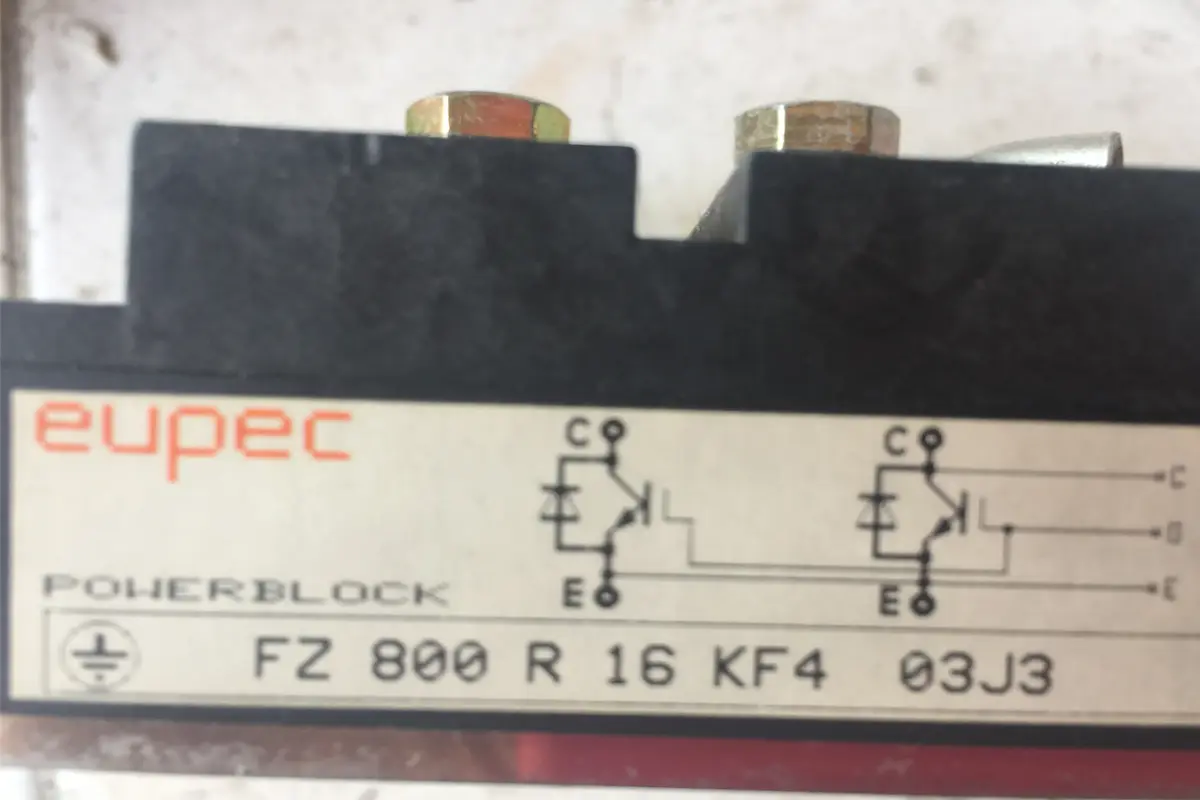 eupec
C C
C
G
E
E E
POWERBLOCK
FZ 800 R 16 KF4 03J3